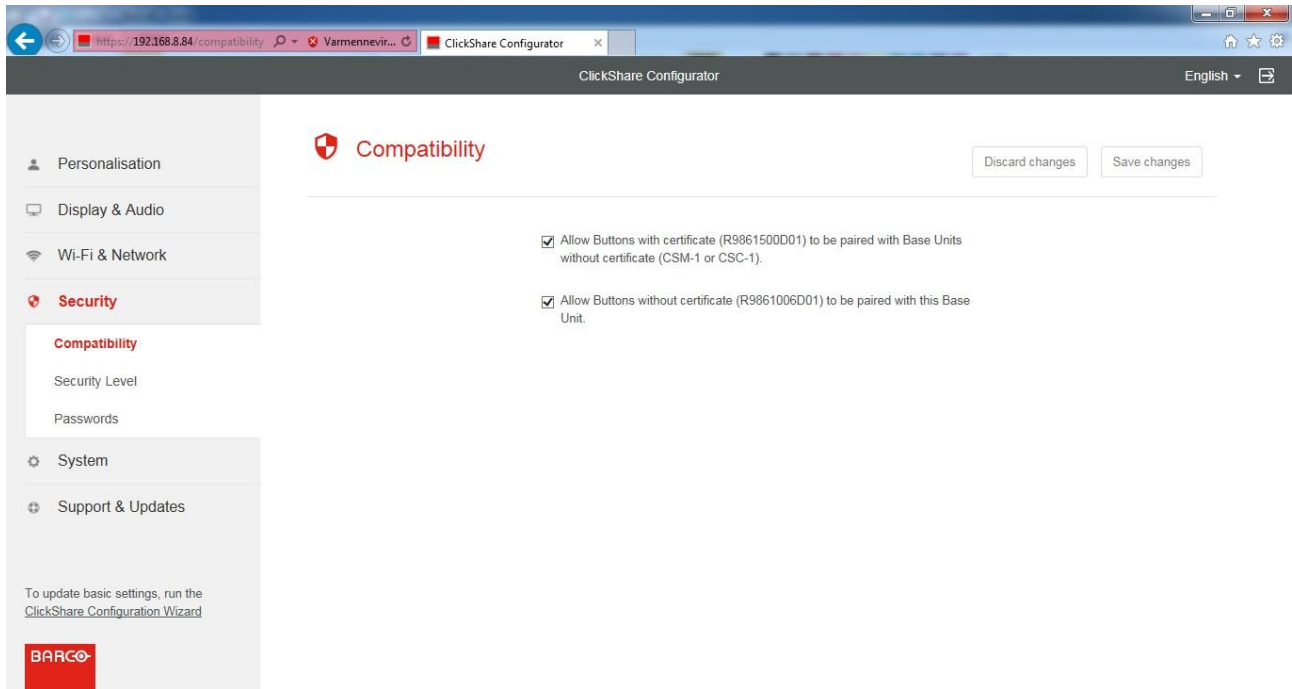 https://192.168.8.84/compatibility
Varmennevir...
ClickShare Configurator
ClickShare Configurator
English
Compatibility
Discard changes
Save changes
Personalisation
Display & Audio
Wi-Fi & Network
Security
Compatibility
Security Level
Passwords
System
Support & Updates
Allow Buttons with certificate (R9861500D01) to be paired with Base Units
without certificate (CSM-1 or CSC-1).
Allow Buttons without certificate (R9861006D01) to be paired with this Base
Unit.
To update basic settings, run the
ClickShare Configuration Wizard
BARCO